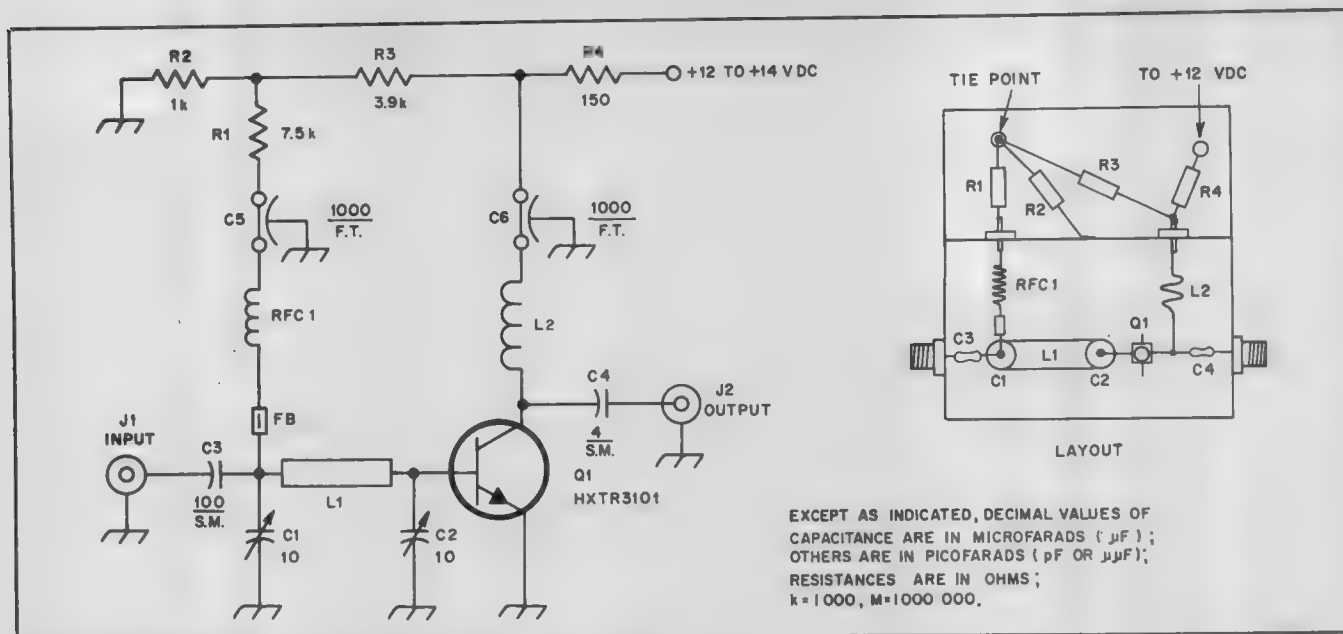 R2
1k
R3
3.9k
R4
150
+12 TO +14 V DC
R1
7.5k
C5
1000
F.T.
C6
1000
F.T.
RFC 1
L2
FB
J1
INPUT
C3
100
S.M.
L1
C1
10
C2
10
C4
4
S.M.
J2
OUTPUT
Q1
HXTR3101
TIE POINT
TO +12 VDC
R1
R2
R3
R4
RFC1
L2
C3
C1
L1
C2
Q1
C4
LAYOUT
EXCEPT AS INDICATED, DECIMAL VALUES OF
CAPACITANCE ARE IN MICROFARADS (µF);
OTHERS ARE IN PICOFARADS (pF OR µµF);
RESISTANCES ARE IN OHMS;
k=1000, M=1000 000.